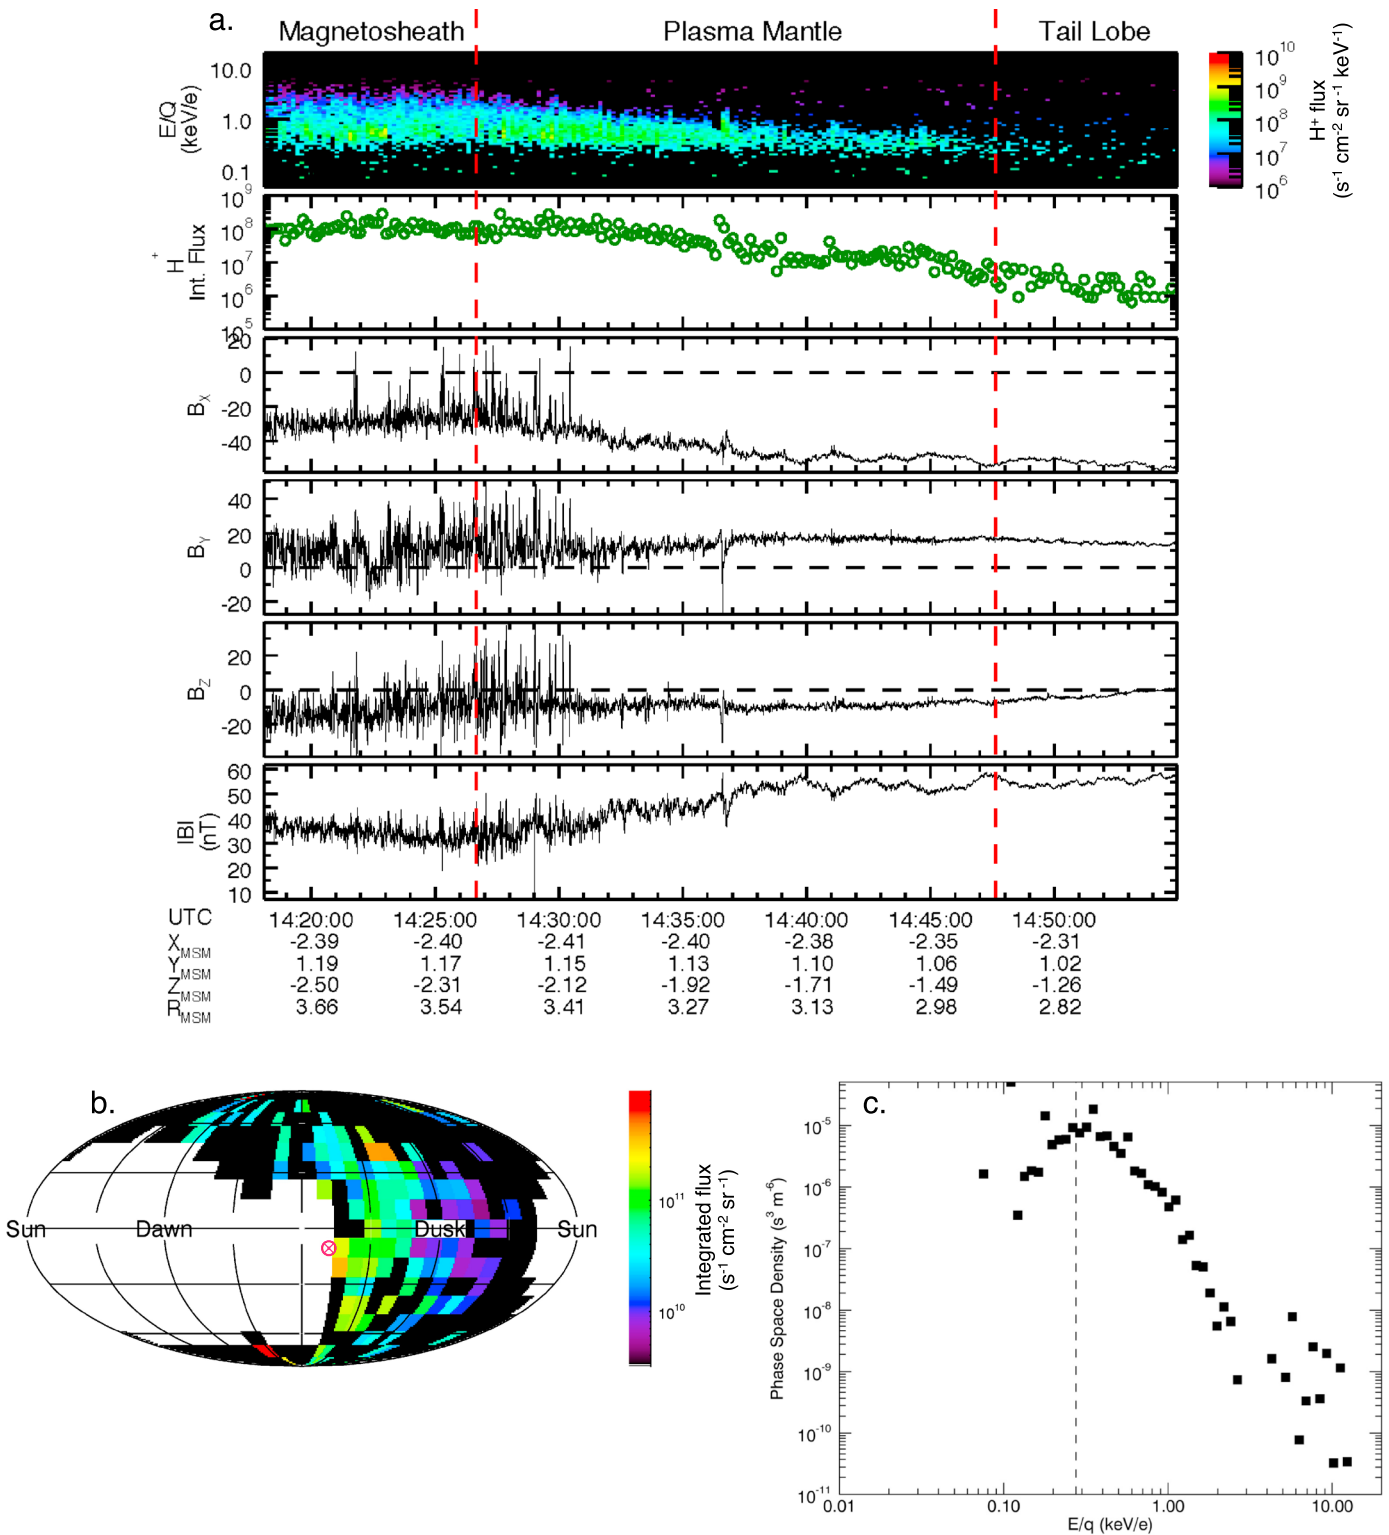 a.
Magnetosheath Plasma Mantle Tail Lobe
E/Q
(keV/e)
10.0
1.0
0.1
10^10
10^9
10^8
10^7
10^6
H+ flux
(s-1 cm-2 sr-1 keV-1)
H+
Int. Flux
10^9
10^8
10^7
10^6
10^5
BX
20
0
-20
-40
BY
40
20
0
-20
BZ
20
0
-20
|B|
(nT)
60
50
40
30
20
10
UTC 14:20:00 14:25:00 14:30:00 14:35:00 14:40:00 14:45:00 14:50:00
XMSM -2.39 -2.40 -2.41 -2.40 -2.38 -2.35 -2.31
YMSM 1.19 1.17 1.15 1.13 1.10 1.06 1.02
ZMSM -2.50 -2.31 -2.12 -1.92 -1.71 -1.49 -1.26
RMSM 3.66 3.54 3.41 3.27 3.13 2.98 2.82
b.
Sun Dawn Dusk Sun
10^11
10^10
Integrated flux
(s-1 cm-2 sr-1)
c.
Phase Space Density (s3 m-6)
10^-5
10^-6
10^-7
10^-8
10^-9
10^-10
10^-11
0.01 0.10 1.00 10.00
E/q (keV/e)